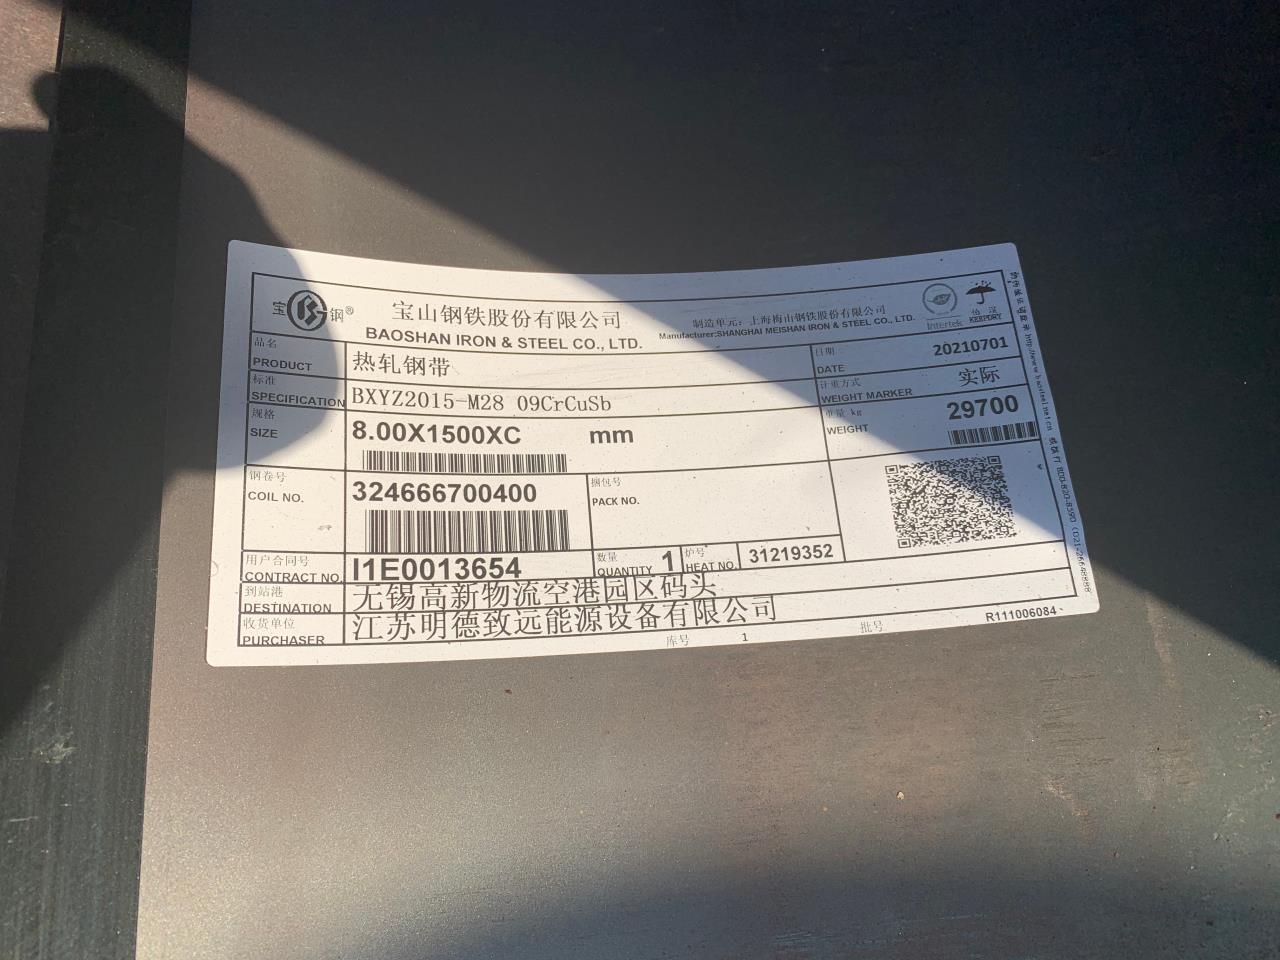 宝 钢®
宝山钢铁股份有限公司
BAOSHAN IRON & STEEL CO., LTD.
制造单元：上海梅山钢铁股份有限公司
Manufacturer:SHANGHAI MEISHAN IRON & STEEL CO., LTD.
Intertek
怕湿
KEEPDRY
品名
PRODUCT
热轧钢带
日期
DATE
20210701
标准
SPECIFICATION
BXYZ2015-M28 09CrCuSb
计重方式
WEIGHT MARKER
实际
规格
SIZE
8.00X1500XC mm
重量 kg
WEIGHT
29700
钢卷号
COIL NO.
324666700400
捆包号
PACK NO.
用户合同号
CONTRACT NO.
I1E0013654
数量
QUANTITY
1
炉号
HEAT NO.
31219352
到站港
DESTINATION
无锡高新物流空港园区码头
收货单位
PURCHASER
江苏明德致远能源设备有限公司
库号 1 批号
R111006084